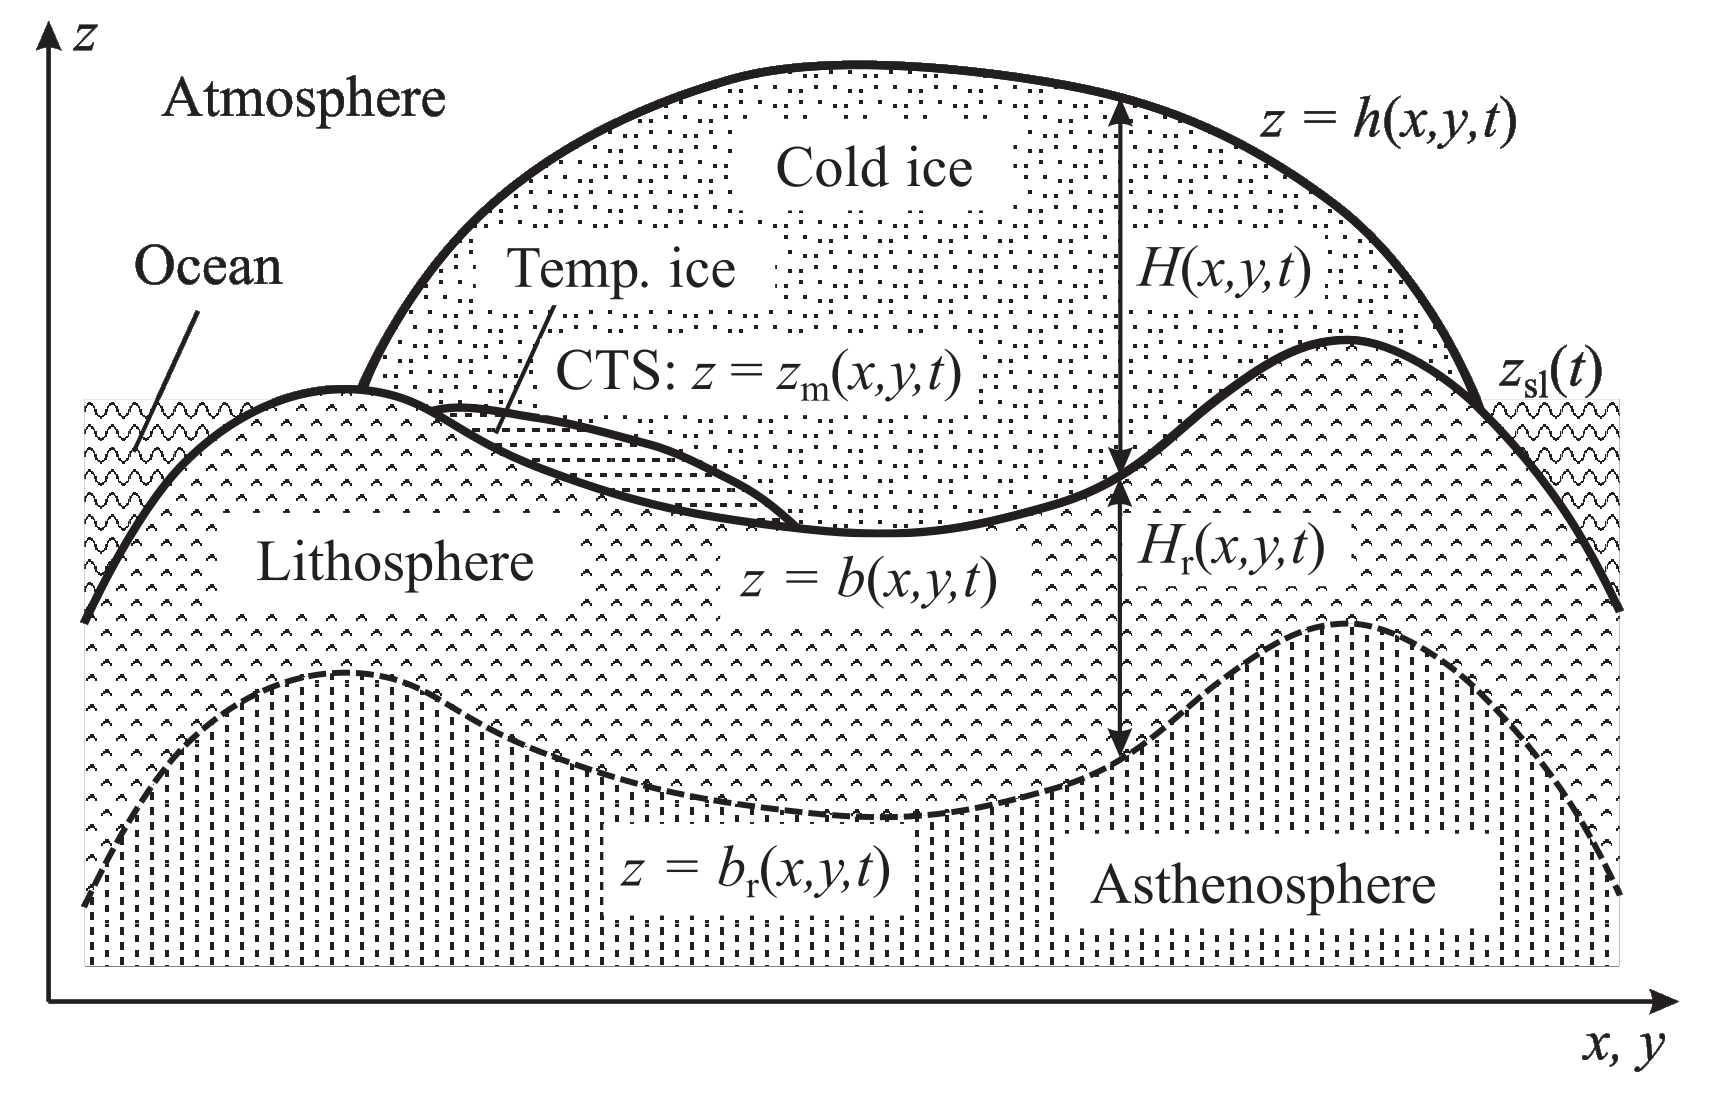 z
Atmosphere
z = h(x,y,t)
Cold ice
Ocean
Temp. ice
H(x,y,t)
CTS: z = zm(x,y,t)
zsl(t)
Lithosphere
z = b(x,y,t)
Hr(x,y,t)
z = br(x,y,t)
Asthenosphere
x, y